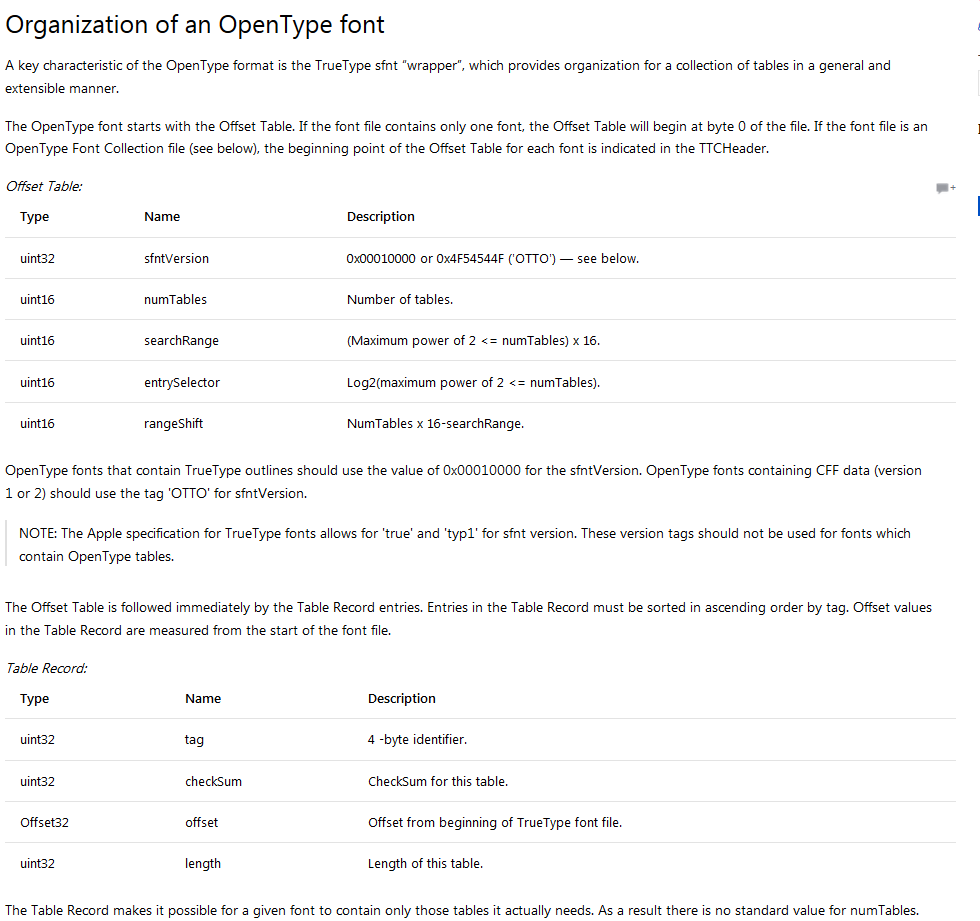 Organization of an OpenType font
A key characteristic of the OpenType format is the TrueType sfnt “wrapper”, which provides organization for a collection of tables in a general and
extensible manner.
The OpenType font starts with the Offset Table. If the font file contains only one font, the Offset Table will begin at byte 0 of the file. If the font file is an
OpenType Font Collection file (see below), the beginning point of the Offset Table for each font is indicated in the TTCHeader.
Offset Table:
Type Name Description
uint32 sfntVersion 0x00010000 or 0x4F54544F ('OTTO') — see below.
uint16 numTables Number of tables.
uint16 searchRange (Maximum power of 2 <= numTables) x 16.
uint16 entrySelector Log2(maximum power of 2 <= numTables).
uint16 rangeShift NumTables x 16-searchRange.
OpenType fonts that contain TrueType outlines should use the value of 0x00010000 for the sfntVersion. OpenType fonts containing CFF data (version
1 or 2) should use the tag 'OTTO' for sfntVersion.
NOTE: The Apple specification for TrueType fonts allows for 'true' and 'typ1' for sfnt version. These version tags should not be used for fonts which
contain OpenType tables.
The Offset Table is followed immediately by the Table Record entries. Entries in the Table Record must be sorted in ascending order by tag. Offset values
in the Table Record are measured from the start of the font file.
Table Record:
Type Name Description
uint32 tag 4 -byte identifier.
uint32 checkSum CheckSum for this table.
Offset32 offset Offset from beginning of TrueType font file.
uint32 length Length of this table.
The Table Record makes it possible for a given font to contain only those tables it actually needs. As a result there is no standard value for numTables.